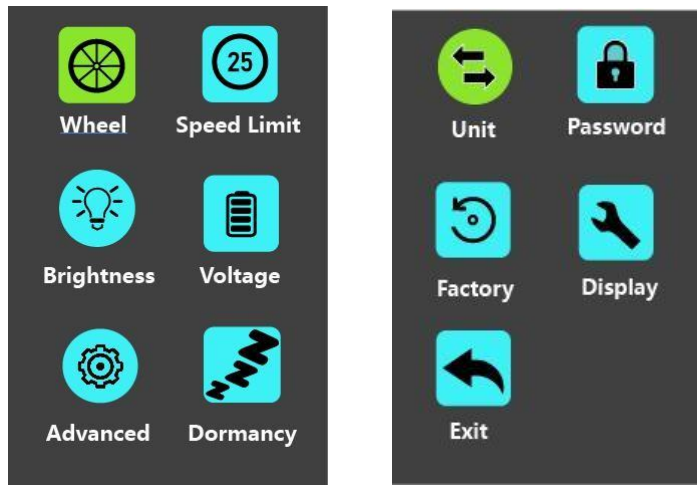 25
Wheel
Speed Limit
Brightness
Voltage
Advanced
Dormancy
Unit
Password
Factory
Display
Exit